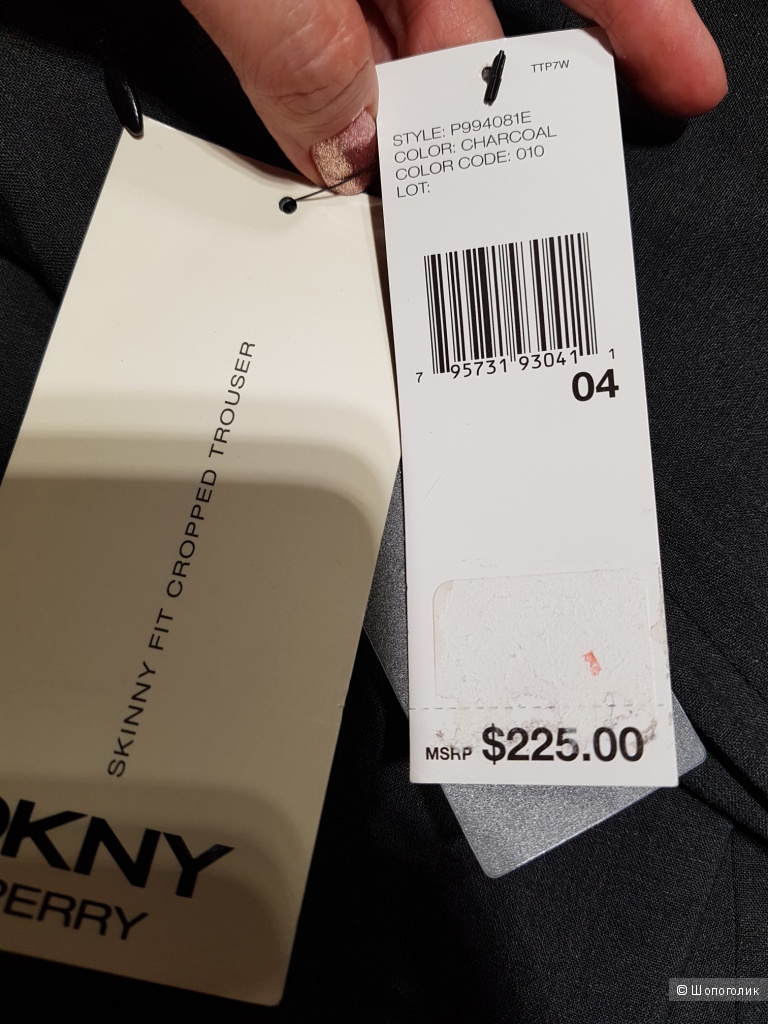 TTP7W
STYLE: P994081E
COLOR: CHARCOAL
COLOR CODE: 010
LOT:
7 95731 93041 1
04
MSRP $225.00
SKINNY FIT CROPPED TROUSER
DKNY
PERRY
© Шопоголик